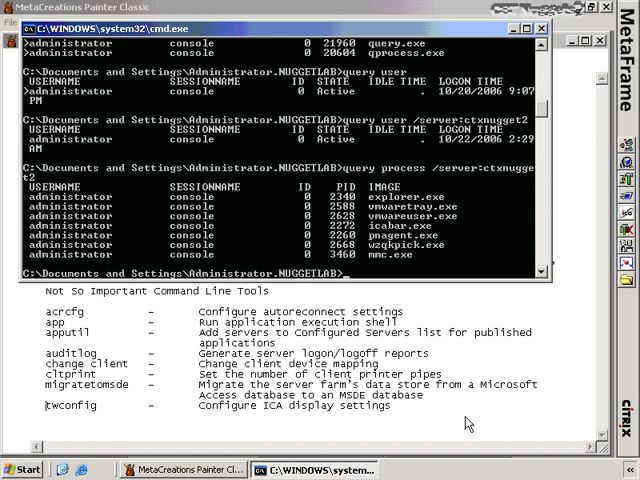 MetaCreations Painter Classic
File
C:\WINDOWS\system32\cmd.exe
>administrator console 0 21960 query.exe
>administrator console 0 20604 qprocess.exe
C:\Documents and Settings\Administrator.NUGGETLAB>query user
USERNAME SESSIONNAME ID STATE IDLE TIME LOGON TIME
>administrator console 0 Active . 10/20/2006 9:07
PM
C:\Documents and Settings\Administrator.NUGGETLAB>query user /server:ctxnugget2
USERNAME SESSIONNAME ID STATE IDLE TIME LOGON TIME
administrator console 0 Active . 10/22/2006 2:29
AM
C:\Documents and Settings\Administrator.NUGGETLAB>query process /server:ctxnugge
t2
USERNAME SESSIONNAME ID PID IMAGE
administrator console 0 2340 explorer.exe
administrator console 0 2588 vmwaretray.exe
administrator console 0 2628 vmwareuser.exe
administrator console 0 2272 icabar.exe
administrator console 0 2260 pnagent.exe
administrator console 0 2668 wzqkpick.exe
administrator console 0 3460 mmc.exe
C:\Documents and Settings\Administrator.NUGGETLAB>_
Not So Important Command Line Tools
acrcfg - Configure autoreconnect settings
app - Run application execution shell
apputil - Add servers to Configured Servers list for published
applications
auditlog - Generate server logon/logoff reports
change client - Change client device mapping
cltprint - Set the number of client printer pipes
migratetomsde - Migrate the server farm's data store from a Microsoft
Access database to an MSDE database
twconfig - Configure ICA display settings
MetaFrame
CITRIX
Start
MetaCreations Painter Cl...
C:\WINDOWS\system...
«